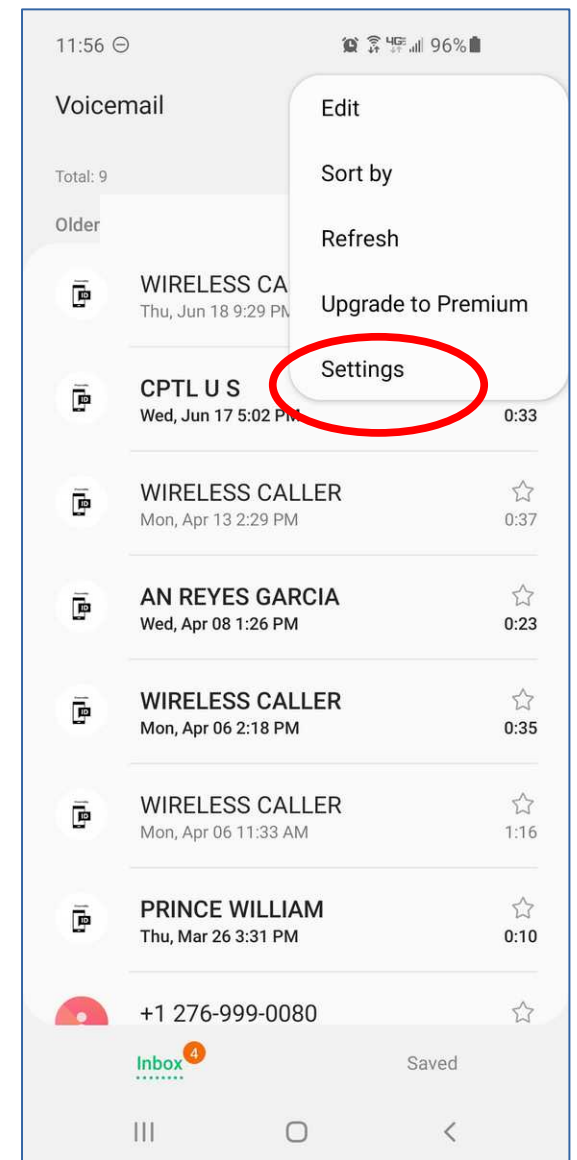 11:56 4GE 96%
Voicemail
Edit
Total: 9
Sort by
Older
Refresh
WIRELESS CA
Thu, Jun 18 9:29 PM
Upgrade to Premium
Settings
CPTL U S
Wed, Jun 17 5:02 PM 0:33
WIRELESS CALLER
Mon, Apr 13 2:29 PM 0:37
AN REYES GARCIA
Wed, Apr 08 1:26 PM 0:23
WIRELESS CALLER
Mon, Apr 06 2:18 PM 0:35
WIRELESS CALLER
Mon, Apr 06 11:33 AM 1:16
PRINCE WILLIAM
Thu, Mar 26 3:31 PM 0:10
+1 276-999-0080
Inbox 4 Saved